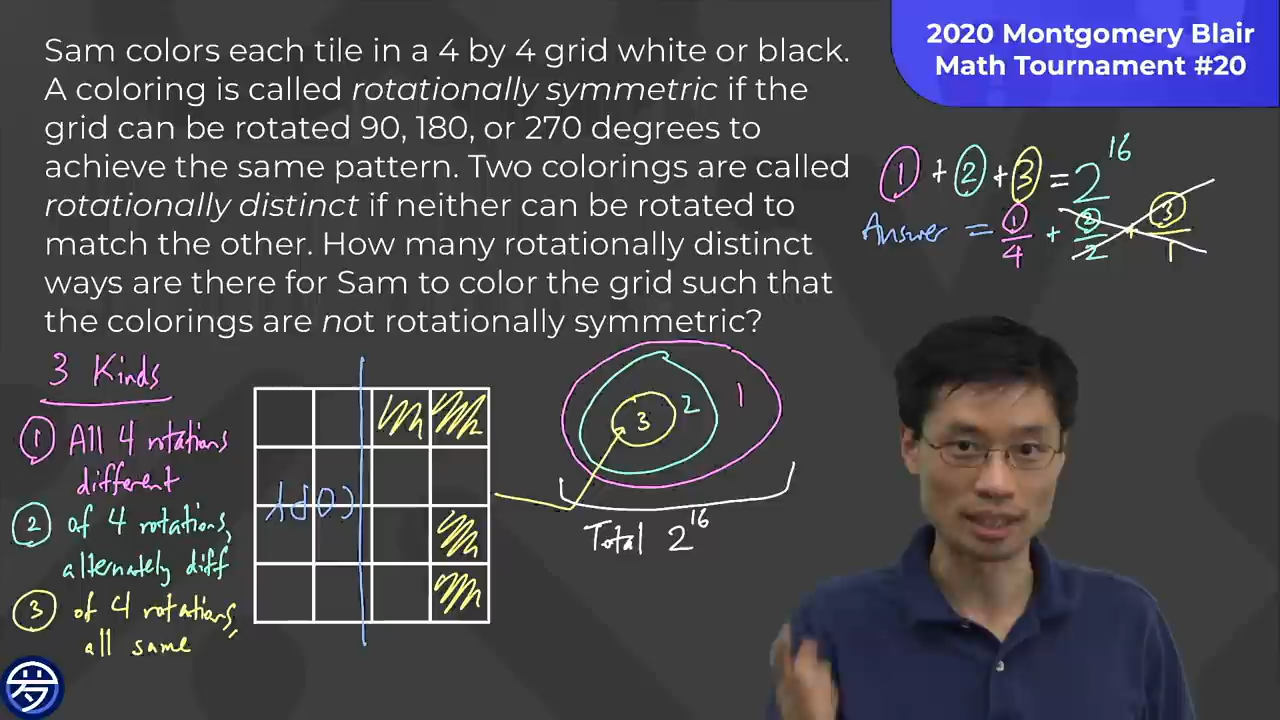 Sam colors each tile in a 4 by 4 grid white or black.
A coloring is called rotationally symmetric if the
grid can be rotated 90, 180, or 270 degrees to
achieve the same pattern. Two colorings are called
rotationally distinct if neither can be rotated to
match the other. How many rotationally distinct
ways are there for Sam to color the grid such that
the colorings are not rotationally symmetric?
2020 Montgomery Blair
Math Tournament #20
① + ② + ③ = 2^16
Answer = ①/4 + ②/2 + ③/1
3 Kinds
① All 4 rotations
different
② of 4 rotations,
alternately diff
③ of 4 rotations,
all same
3 2 1
Total 2^16